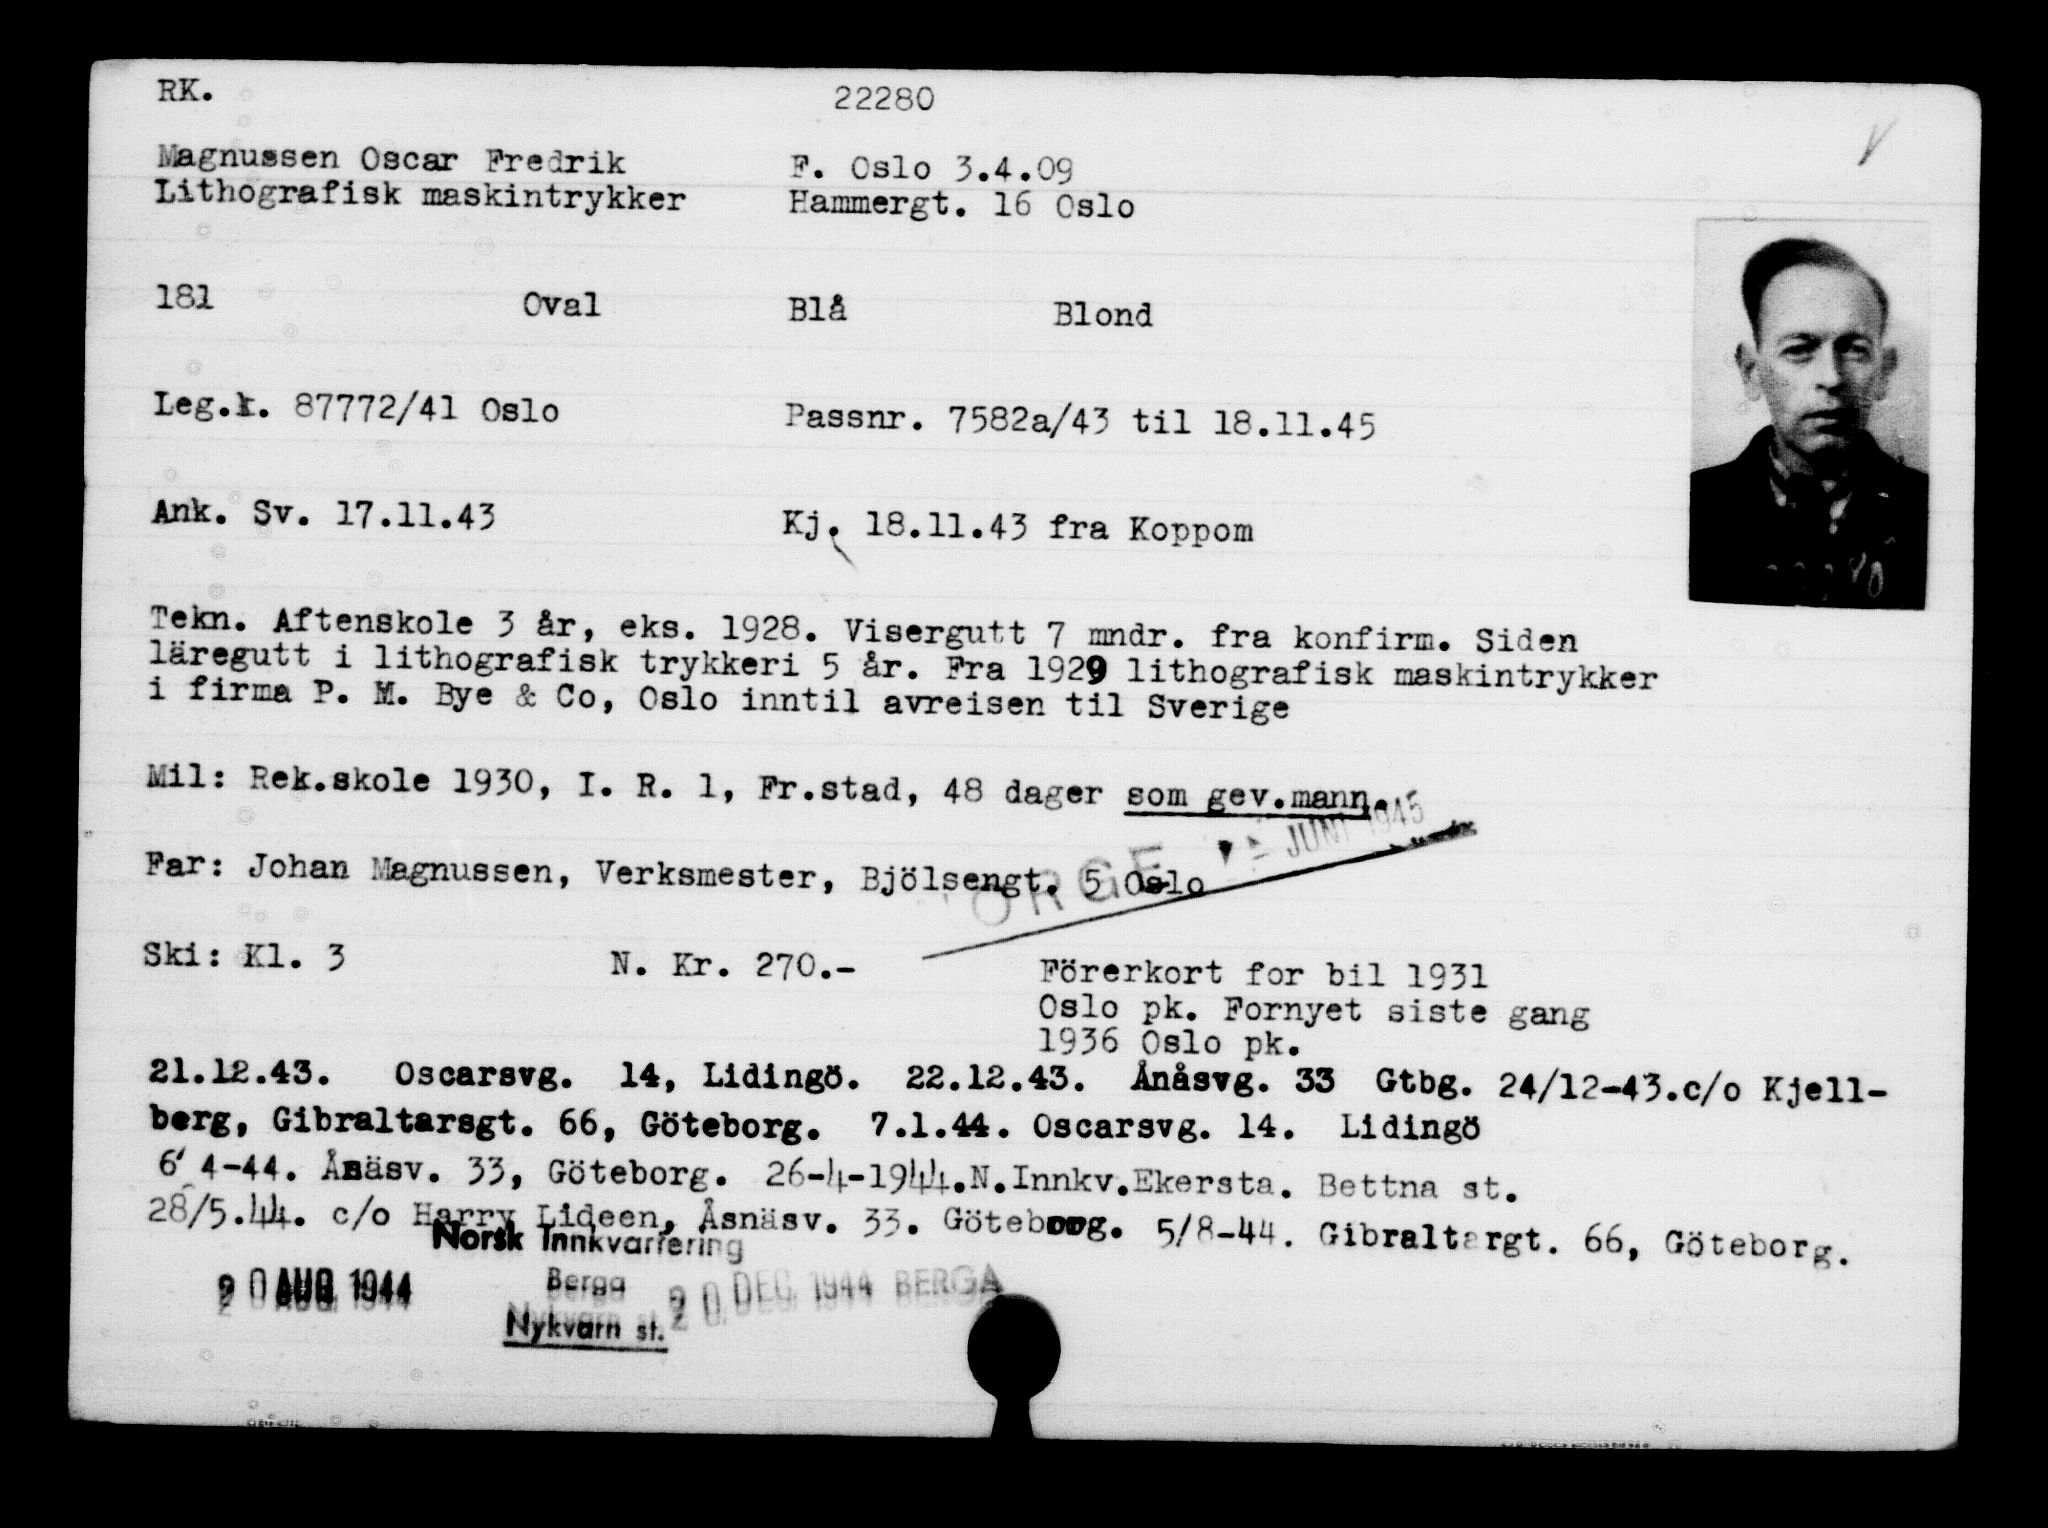 RK. 22280
Magnussen Oscar Fredrik F. Oslo 3.4.09
Lithografisk maskintrykker Hammergt. 16 Oslo
181 Oval Blå Blond
Leg.k. 87772/41 Oslo Passnr. 7582a/43 til 18.11.45
Ank. Sv. 17.11.43 Kj. 18.11.43 fra Koppom
Tekn. Aftenskole 3 år, eks. 1928. Visergutt 7 mndr. fra konfirm. Siden
läregutt i lithografisk trykkeri 5 år. Fra 1929 lithografisk maskintrykker
i firma P. M. Bye & Co, Oslo inntil avreisen til Sverige
Mil: Rek.skole 1930, I. R. 1, Fr.stad, 48 dager som gev.mann.
JUNI 1945
Far: Johan Magnussen, Verksmester, Bjölsengt. 5 Oslo
ORGE
Ski: Kl. 3 N. Kr. 270.- Förerkort for bil 1931
Oslo pk. Fornyet siste gang
1936 Oslo pk.
21.12.43. Oscarsvg. 14, Lidingö. 22.12.43. Ånåsvg. 33 Gtbg. 24/12-43.c/o Kjell-
berg, Gibraltarsgt. 66, Göteborg. 7.1.44. Oscarsvg. 14. Lidingö
6 4-44. Åsäsv. 33, Göteborg. 26-4-1944.N.Innkv.Ekersta. Bettna st.
28/5.44. c/o Harry Lideen, Åsnäsv. 33. Göteborg. 5/8-44. Gibraltargt. 66, Göteborg.
Norsk Innkvartering
20 AUG 1944 Berga 20 DEC 1944 BERGA
Nykvarn st.